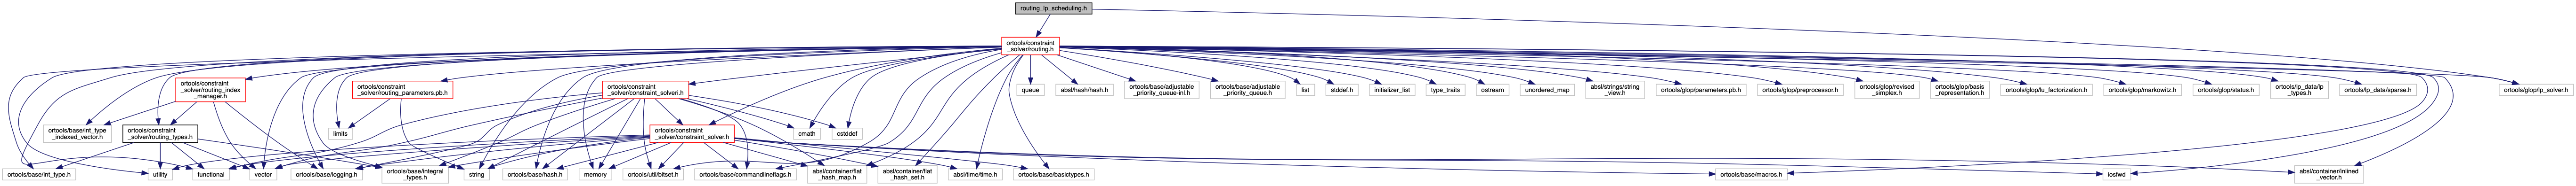 routing_lp_scheduling.h
ortools/constraint
_solver/routing.h
ortools/constraint
_solver/routing_index
_manager.h
ortools/constraint
_solver/routing_parameters.pb.h
ortools/constraint
_solver/constraint_solveri.h
queue
absl/hash/hash.h
ortools/base/adjustable
_priority_queue-inl.h
ortools/base/adjustable
_priority_queue.h
list
stddef.h
initializer_list
type_traits
ostream
unordered_map
absl/strings/string
_view.h
ortools/glop/parameters.pb.h
ortools/glop/preprocessor.h
ortools/glop/revised
_simplex.h
ortools/glop/basis
_representation.h
ortools/glop/lu_factorization.h
ortools/glop/markowitz.h
ortools/glop/status.h
ortools/lp_data/lp
_types.h
ortools/lp_data/sparse.h
ortools/glop/lp_solver.h
ortools/base/int_type
_indexed_vector.h
ortools/constraint
_solver/routing_types.h
limits
ortools/constraint
_solver/constraint_solver.h
cmath
cstddef
ortools/base/int_type.h
utility
functional
vector
ortools/base/logging.h
ortools/base/integral
_types.h
string
ortools/base/hash.h
memory
ortools/util/bitset.h
ortools/base/commandlineflags.h
absl/container/flat
_hash_map.h
absl/container/flat
_hash_set.h
absl/time/time.h
ortools/base/basictypes.h
ortools/base/macros.h
iosfwd
absl/container/inlined
_vector.h